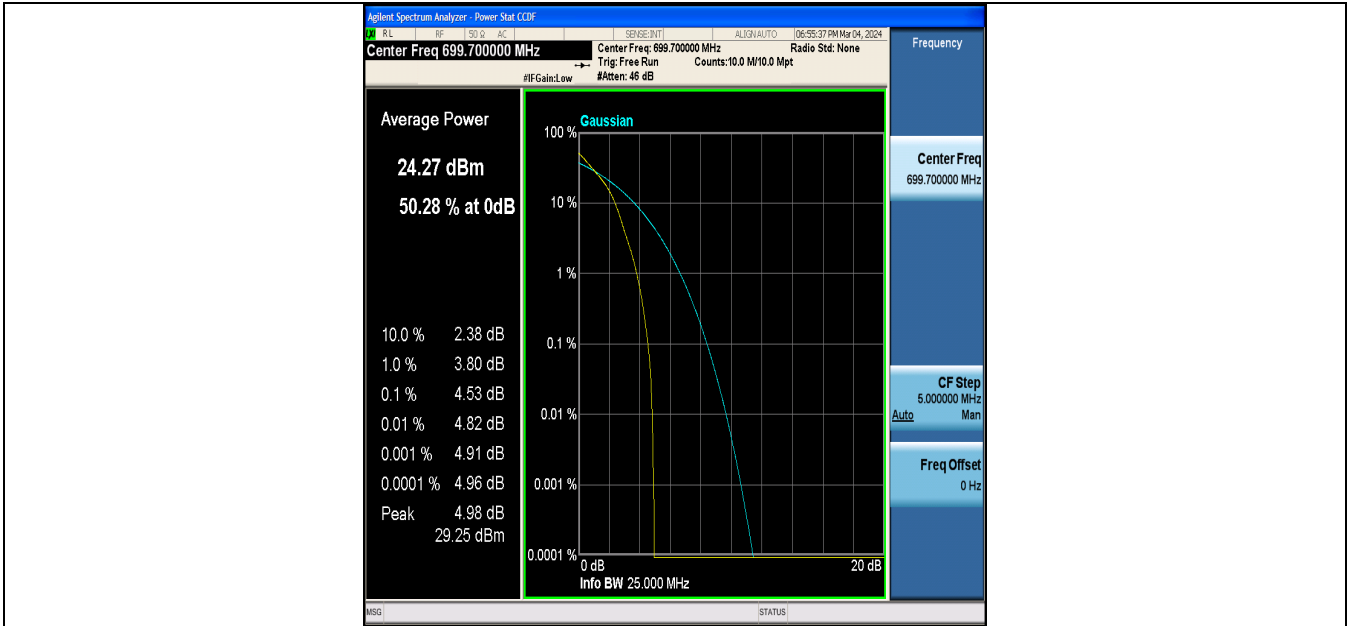 Agilent Spectrum Analyzer - Power Stat CCDF
LXI RL RF 50 Ω AC SENSE:INT ALIGN AUTO 06:55:37 PM Mar 04, 2024
Center Freq 699.700000 MHz
Center Freq: 699.700000 MHz Radio Std: None
Trig: Free Run Counts:10.0 M/10.0 Mpt
#IFGain:Low #Atten: 46 dB
Average Power
24.27 dBm
50.28 % at 0dB
10.0 % 2.38 dB
1.0 % 3.80 dB
0.1 % 4.53 dB
0.01 % 4.82 dB
0.001 % 4.91 dB
0.0001 % 4.96 dB
Peak 4.98 dB
29.25 dBm
Gaussian
100 %
10 %
1 %
0.1 %
0.01 %
0.001 %
0.0001 %
0 dB 20 dB
Info BW 25.000 MHz
Frequency
Center Freq
699.700000 MHz
CF Step
5.000000 MHz
Auto Man
Freq Offset
0 Hz
MSG STATUS